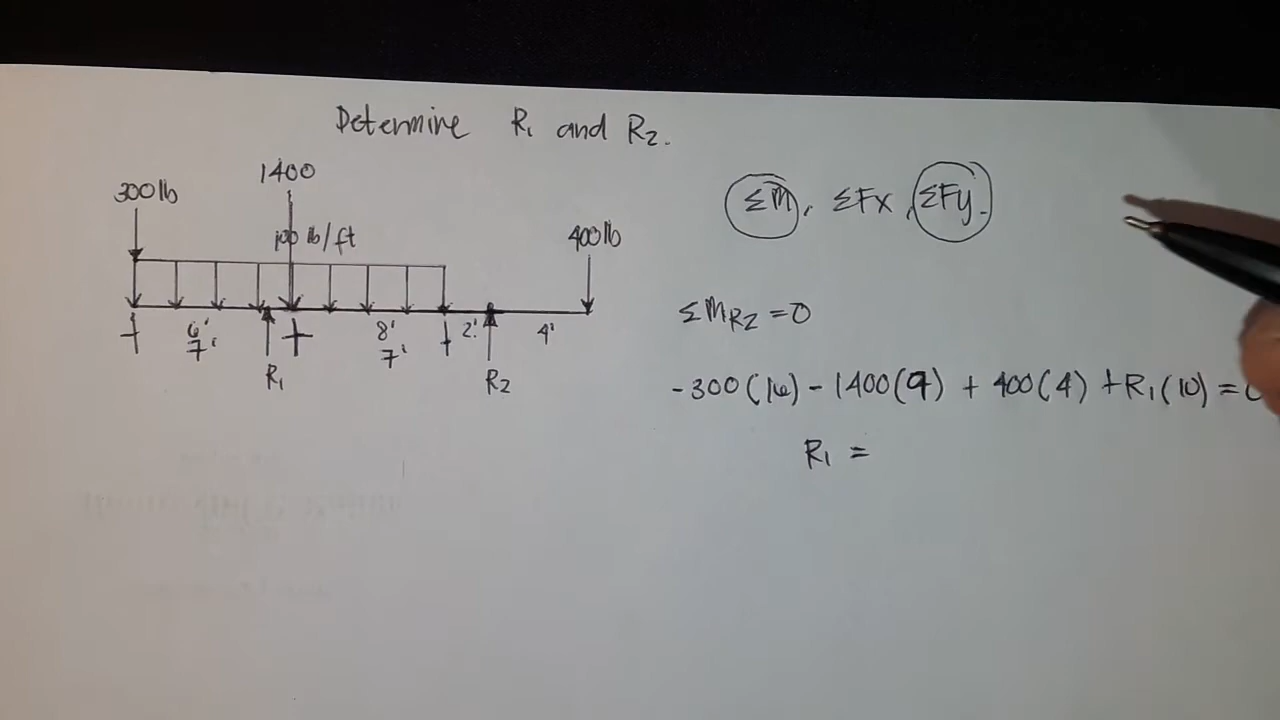 Determine R1 and R2.
1400
300 lb
100 lb/ft
400 lb
6' 8' 2' 4'
7' 7'
R1 R2
ΣM, ΣFx, ΣFy.
ΣMR2 = 0
-300(16) - 1400(9) + 400(4) + R1(10) = 0
R1 =